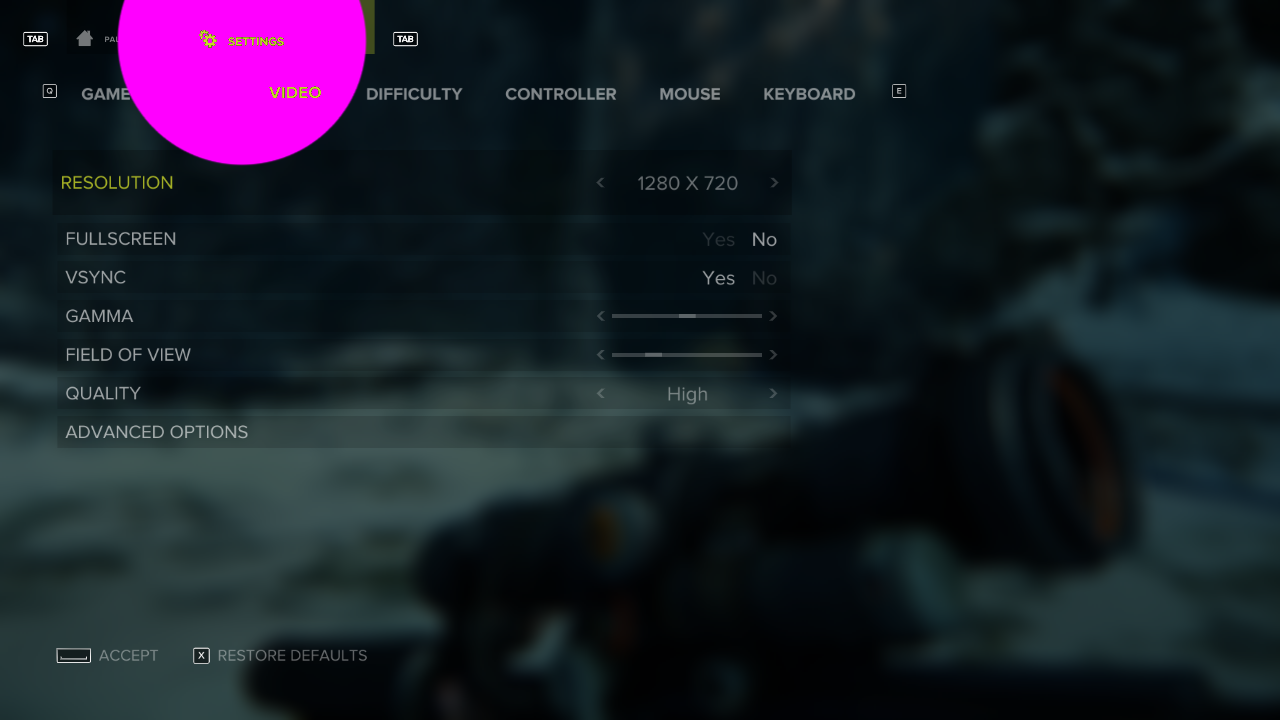 TAB SETTINGS TAB
Q GAME VIDEO DIFFICULTY CONTROLLER MOUSE KEYBOARD E
RESOLUTION 1280 X 720
FULLSCREEN Yes No
VSYNC Yes No
GAMMA
FIELD OF VIEW
QUALITY High
ADVANCED OPTIONS
ACCEPT X RESTORE DEFAULTS